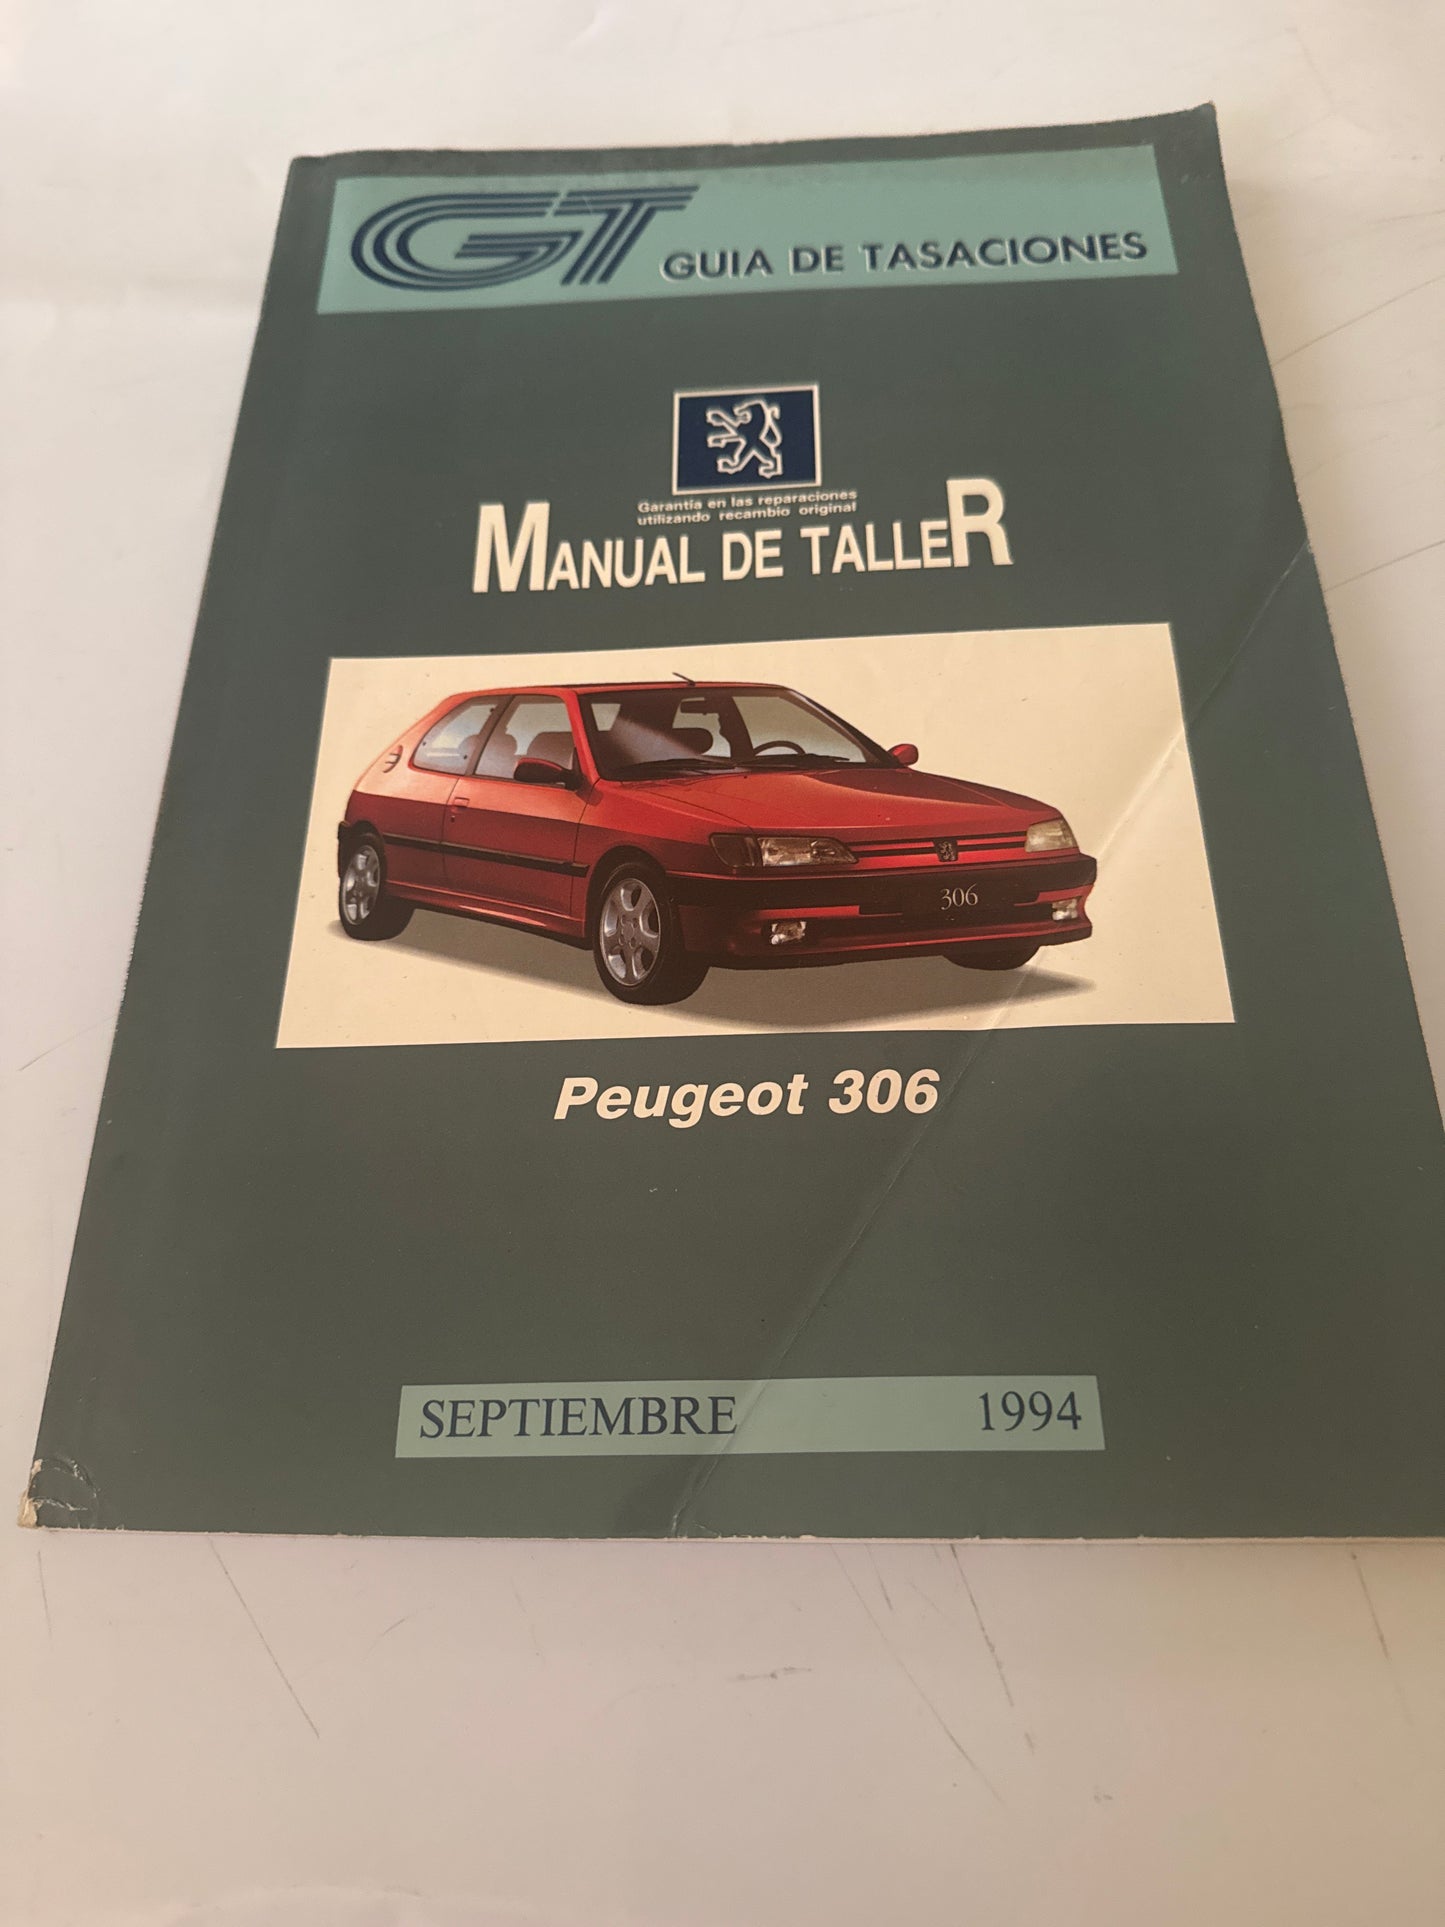 GT GUIA DE TASACIONES
Garantía en las reparaciones
utilizando recambio original
MANUAL DE TALLER
306
Peugeot 306
SEPTIEMBRE 1994